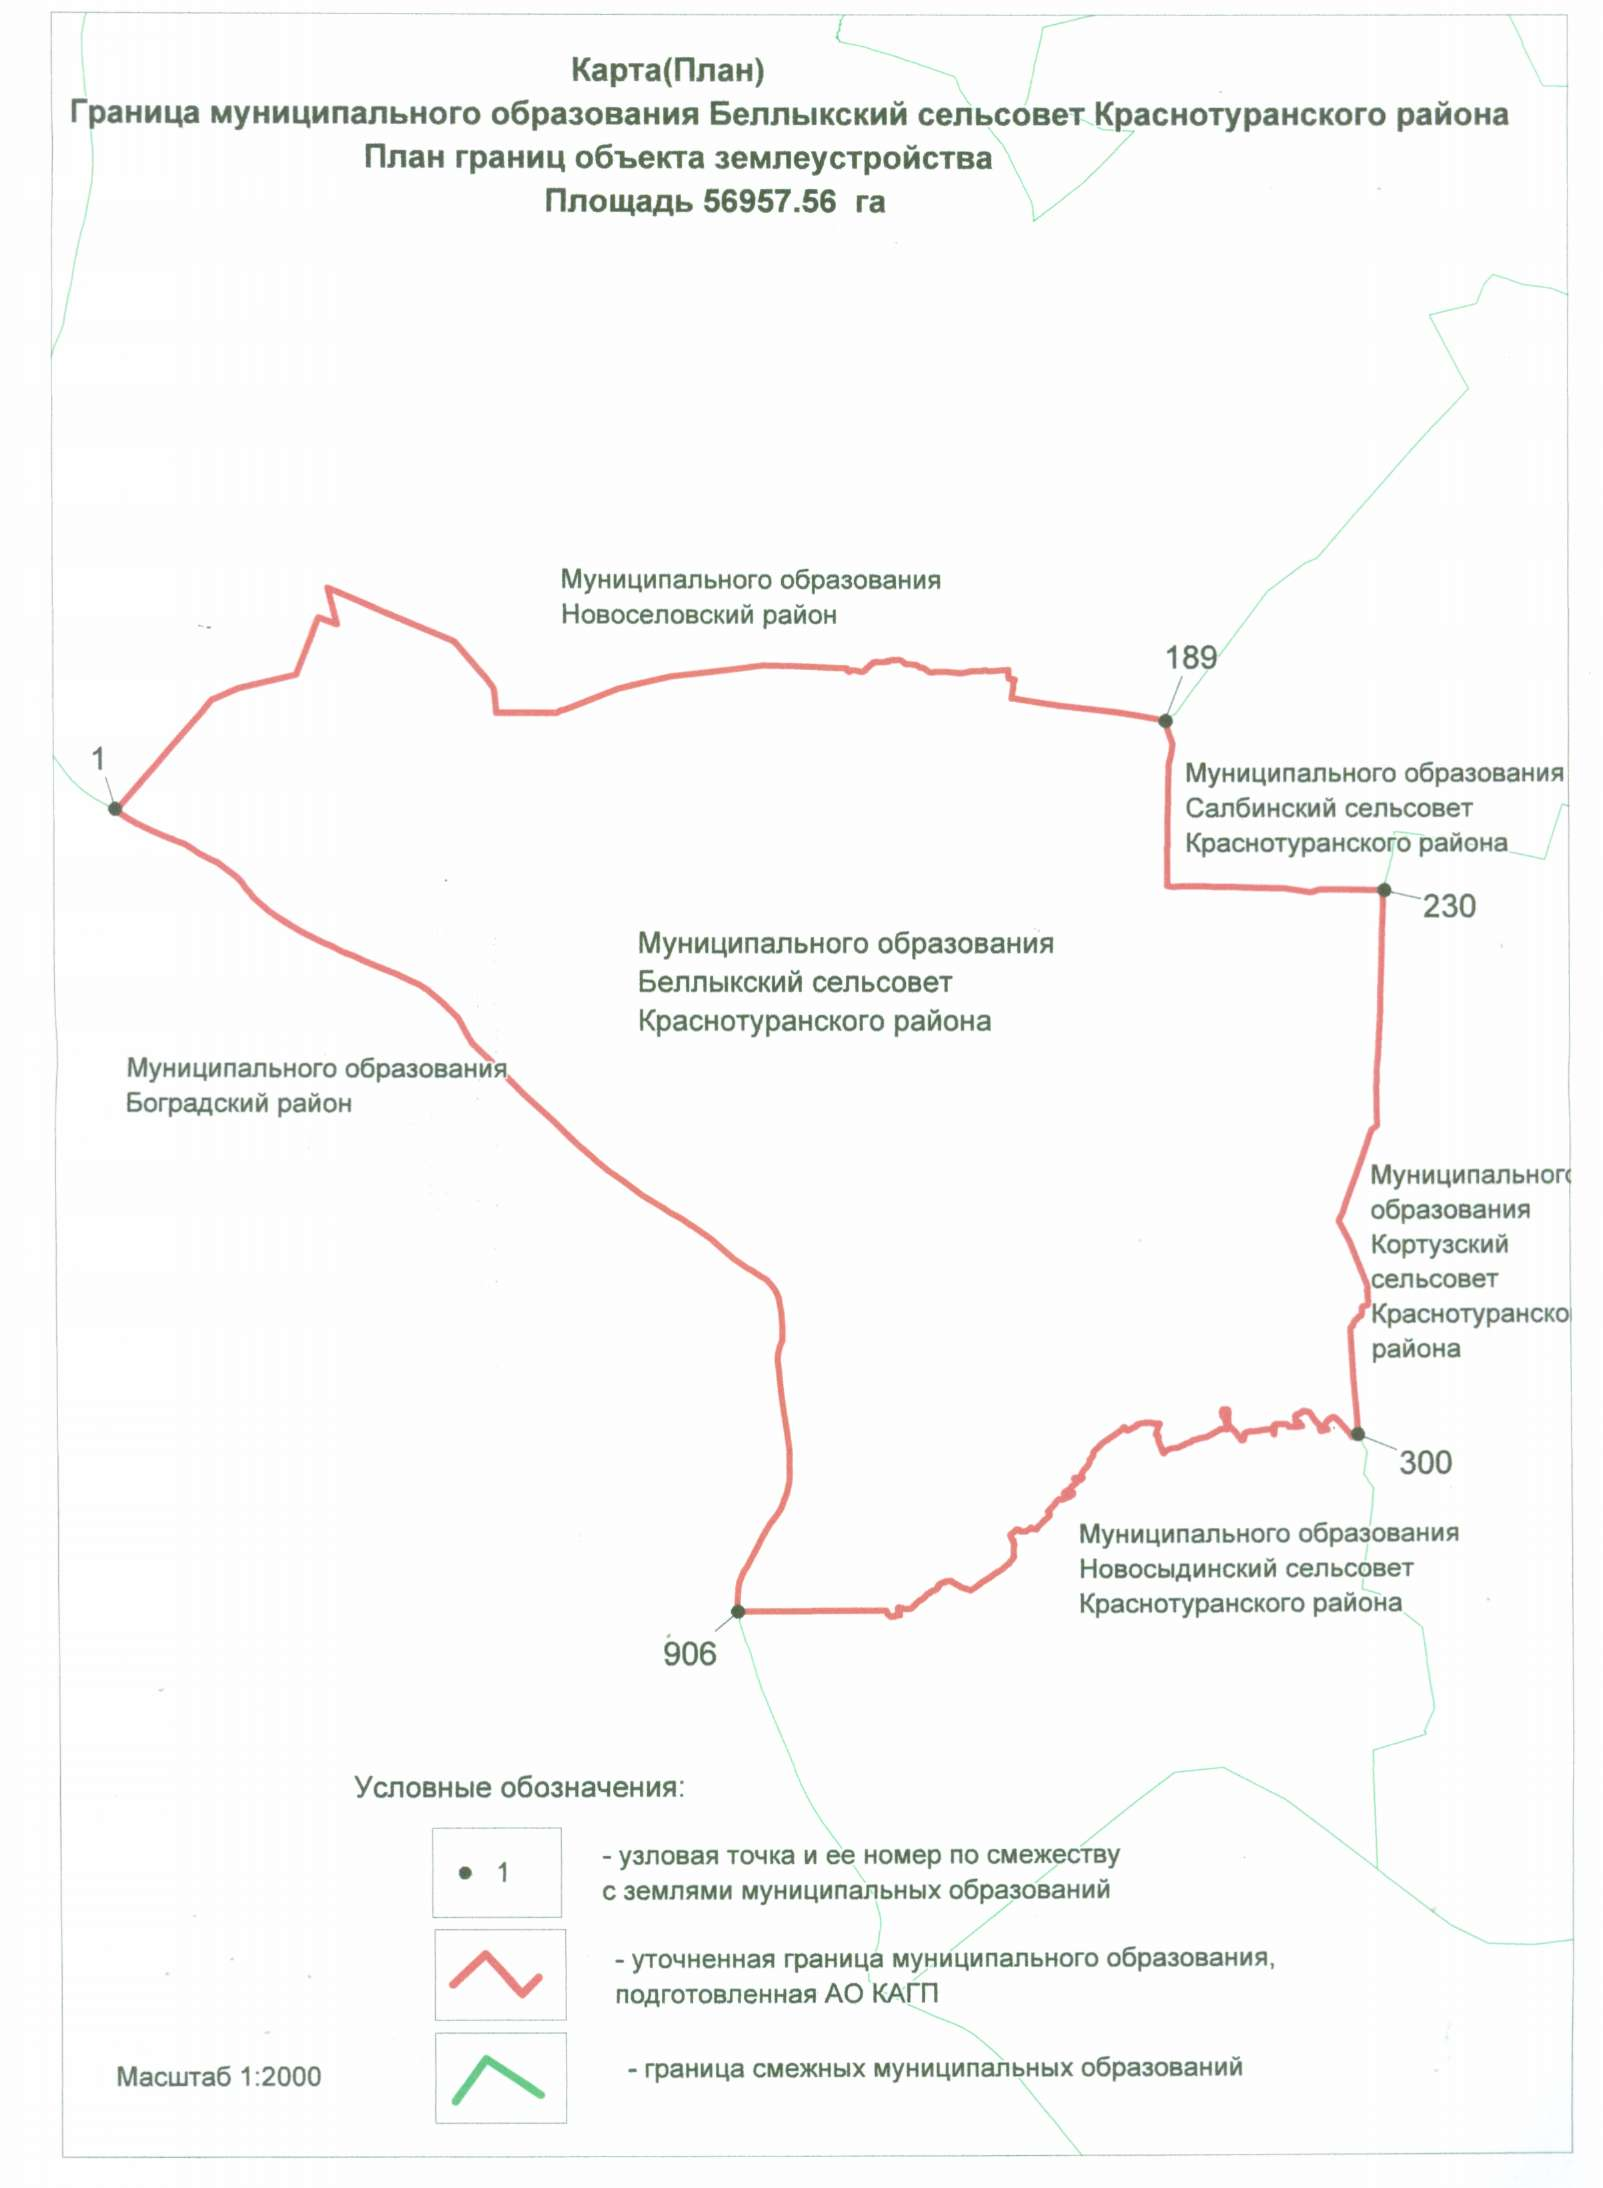 Карта(План)
Граница муниципального образования Беллыкский сельсовет Краснотуранского района
План границ объекта землеустройства
Площадь 56957.56 га
Муниципального образования
Новоселовский район
189
1
Муниципального образования
Салбинский сельсовет
Краснотуранского района
230
Муниципального образования
Беллыкский сельсовет
Краснотуранского района
Муниципального образования
Боградский район
Муниципального
образования
Кортузский
сельсовет
Краснотуранско
района
300
Муниципального образования
Новосыдинский сельсовет
Краснотуранского района
906
Условные обозначения:
1
- узловая точка и ее номер по смежеству
с землями муниципальных образований
- уточненная граница муниципального образования,
подготовленная АО КАГП
- граница смежных муниципальных образований
Масштаб 1:2000